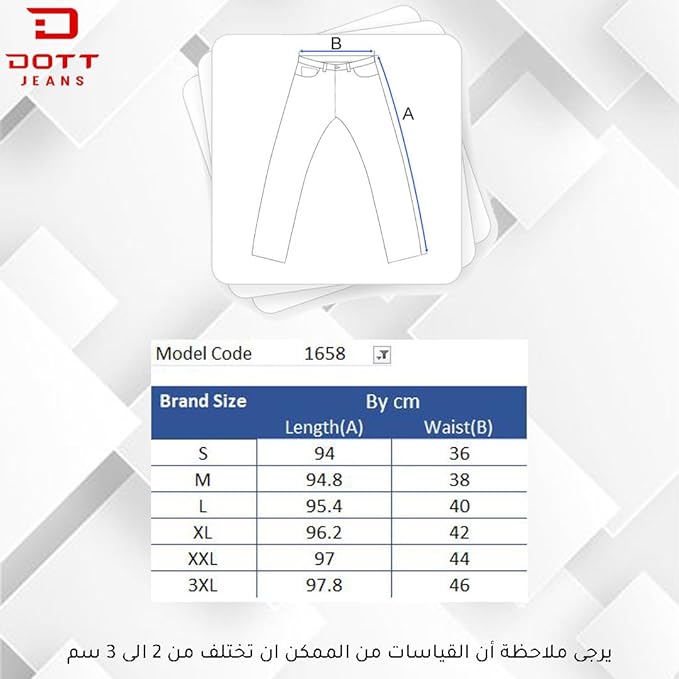 DOTT
JEANS
B
A
Model Code 1658
Brand Size By cm
Length(A) Waist(B)
S 94 36
M 94.8 38
L 95.4 40
XL 96.2 42
XXL 97 44
3XL 97.8 46
يرجى ملاحظة أن القياسات من الممكن ان تختلف من 2 الى 3 سم